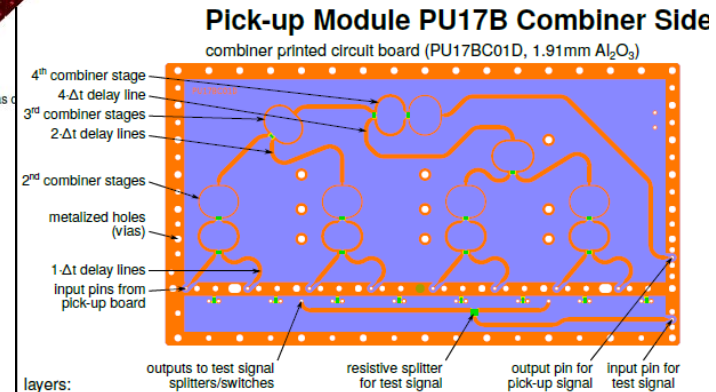 Pick-up Module PU17B Combiner Side
combiner printed circuit board (PU17BC01D, 1.91mm Al₂O₃)
4ᵗʰ combiner stage
4·Δt delay line
3ʳᵈ combiner stages
2·Δt delay lines
2ⁿᵈ combiner stages
metalized holes
(vias)
1·Δt delay lines
input pins from
pick-up board
outputs to test signal
splitters/switches
resistive splitter
for test signal
output pin for
pick-up signal
input pin for
test signal
layers: